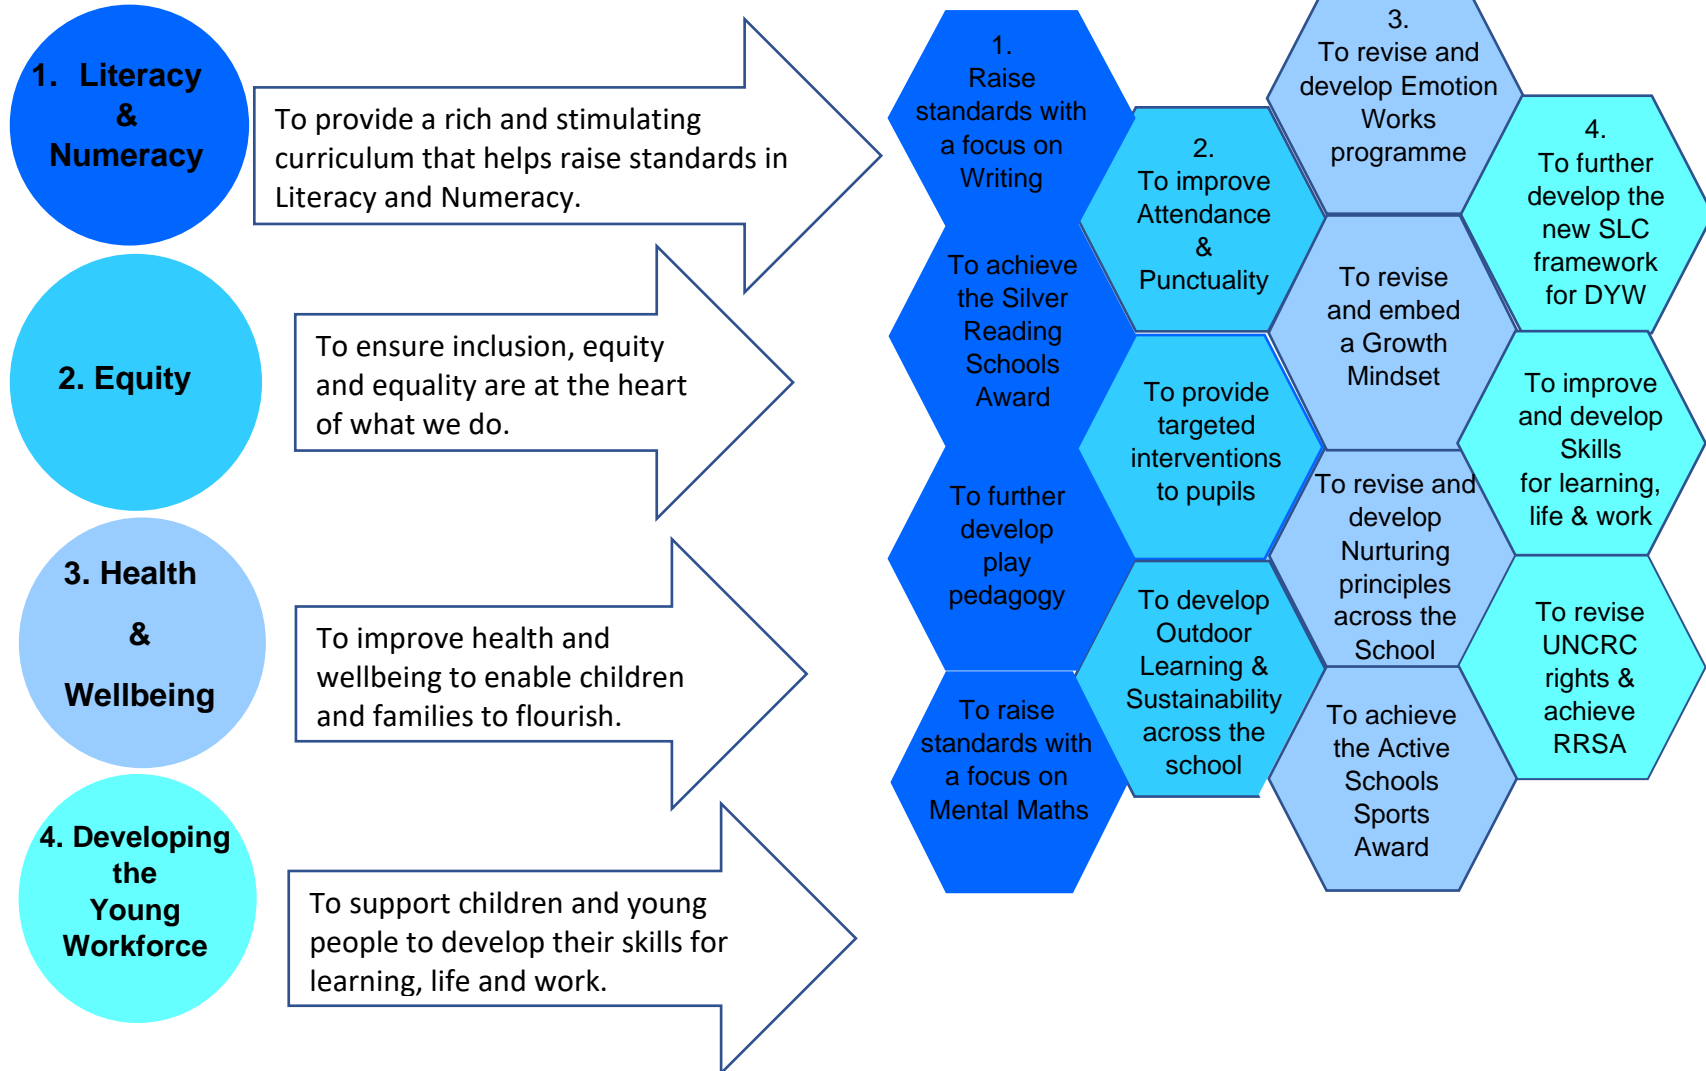 1. Literacy
&
Numeracy
To provide a rich and stimulating
curriculum that helps raise standards in
Literacy and Numeracy.
2. Equity
To ensure inclusion, equity
and equality are at the heart
of what we do.
3. Health
&
Wellbeing
To improve health and
wellbeing to enable children
and families to flourish.
4. Developing
the
Young
Workforce
To support children and young
people to develop their skills for
learning, life and work.
1.
Raise
standards with
a focus on
Writing
To achieve
the Silver
Reading
Schools
Award
To further
develop
play
pedagogy
To raise
standards with
a focus on
Mental Maths
2.
To improve
Attendance
&
Punctuality
To provide
targeted
interventions
to pupils
To develop
Outdoor
Learning &
Sustainability
across the
school
3.
To revise and
develop Emotion
Works
programme
To revise
and embed
a Growth
Mindset
To revise and
develop
Nurturing
principles
across the
School
To achieve
the Active
Schools
Sports
Award
4.
To further
develop the
new SLC
framework
for DYW
To improve
and develop
Skills
for learning,
life & work
To revise
UNCRC
rights &
achieve
RRSA